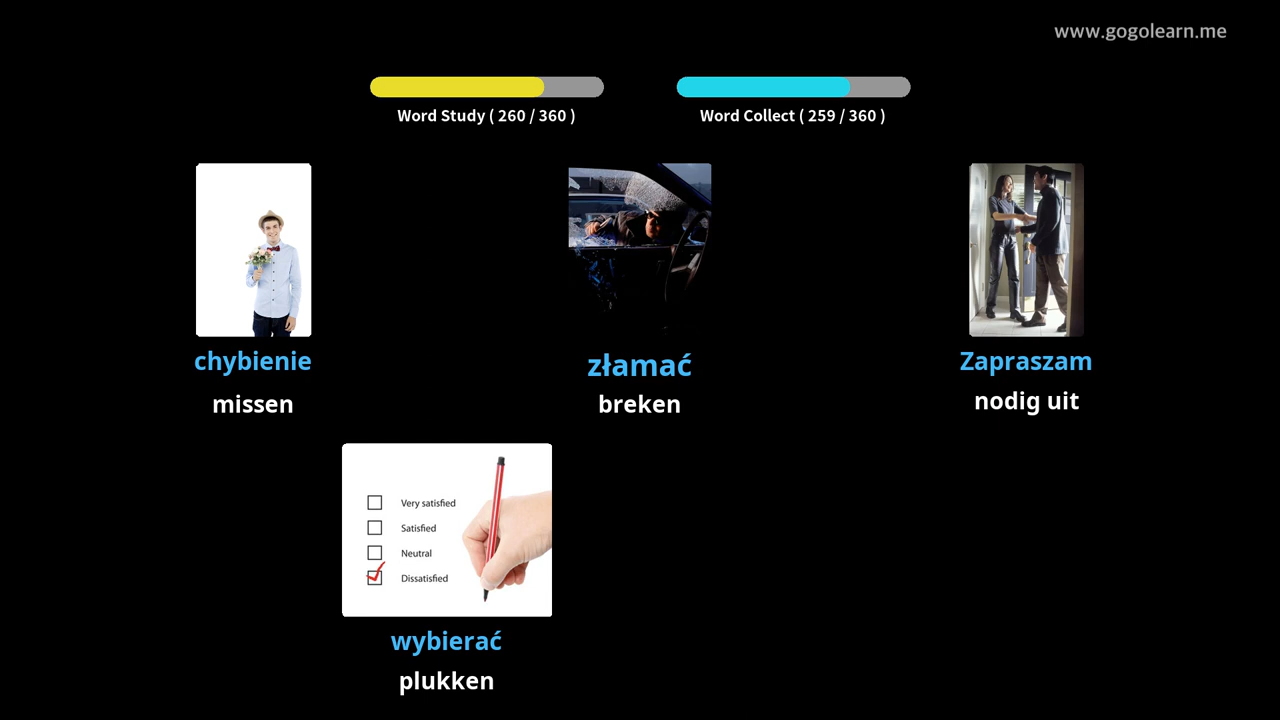 www.gogolearn.me
Word Study ( 260 / 360 )
Word Collect ( 259 / 360 )
chybienie
missen
złamać
breken
Zapraszam
nodig uit
Very satisfied
Satisfied
Neutral
Dissatisfied
wybierać
plukken